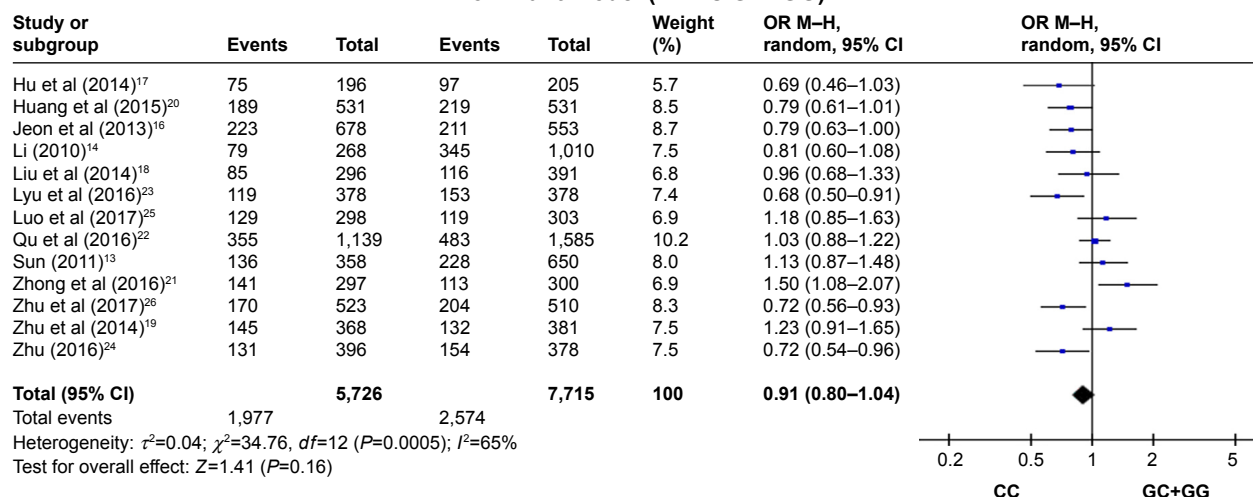 Study or subgroup Events Total Events Total Weight (%) OR M–H, random, 95% CI OR M–H, random, 95% CI
Hu et al (2014)17 75 196 97 205 5.7 0.69 (0.46–1.03)
Huang et al (2015)20 189 531 219 531 8.5 0.79 (0.61–1.01)
Jeon et al (2013)16 223 678 211 553 8.7 0.79 (0.63–1.00)
Li (2010)14 79 268 345 1,010 7.5 0.81 (0.60–1.08)
Liu et al (2014)18 85 296 116 391 6.8 0.96 (0.68–1.33)
Lyu et al (2016)23 119 378 153 378 7.4 0.68 (0.50–0.91)
Luo et al (2017)25 129 298 119 303 6.9 1.18 (0.85–1.63)
Qu et al (2016)22 355 1,139 483 1,585 10.2 1.03 (0.88–1.22)
Sun (2011)13 136 358 228 650 8.0 1.13 (0.87–1.48)
Zhong et al (2016)21 141 297 113 300 6.9 1.50 (1.08–2.07)
Zhu et al (2017)26 170 523 204 510 8.3 0.72 (0.56–0.93)
Zhu et al (2014)19 145 368 132 381 7.5 1.23 (0.91–1.65)
Zhu (2016)24 131 396 154 378 7.5 0.72 (0.54–0.96)
Total (95% CI) 5,726 7,715 100 0.91 (0.80–1.04)
Total events 1,977 2,574
Heterogeneity: τ²=0.04; χ²=34.76, df=12 (P=0.0005); I²=65%
Test for overall effect: Z=1.41 (P=0.16)
0.2 0.5 1 2 5
CC GC+GG